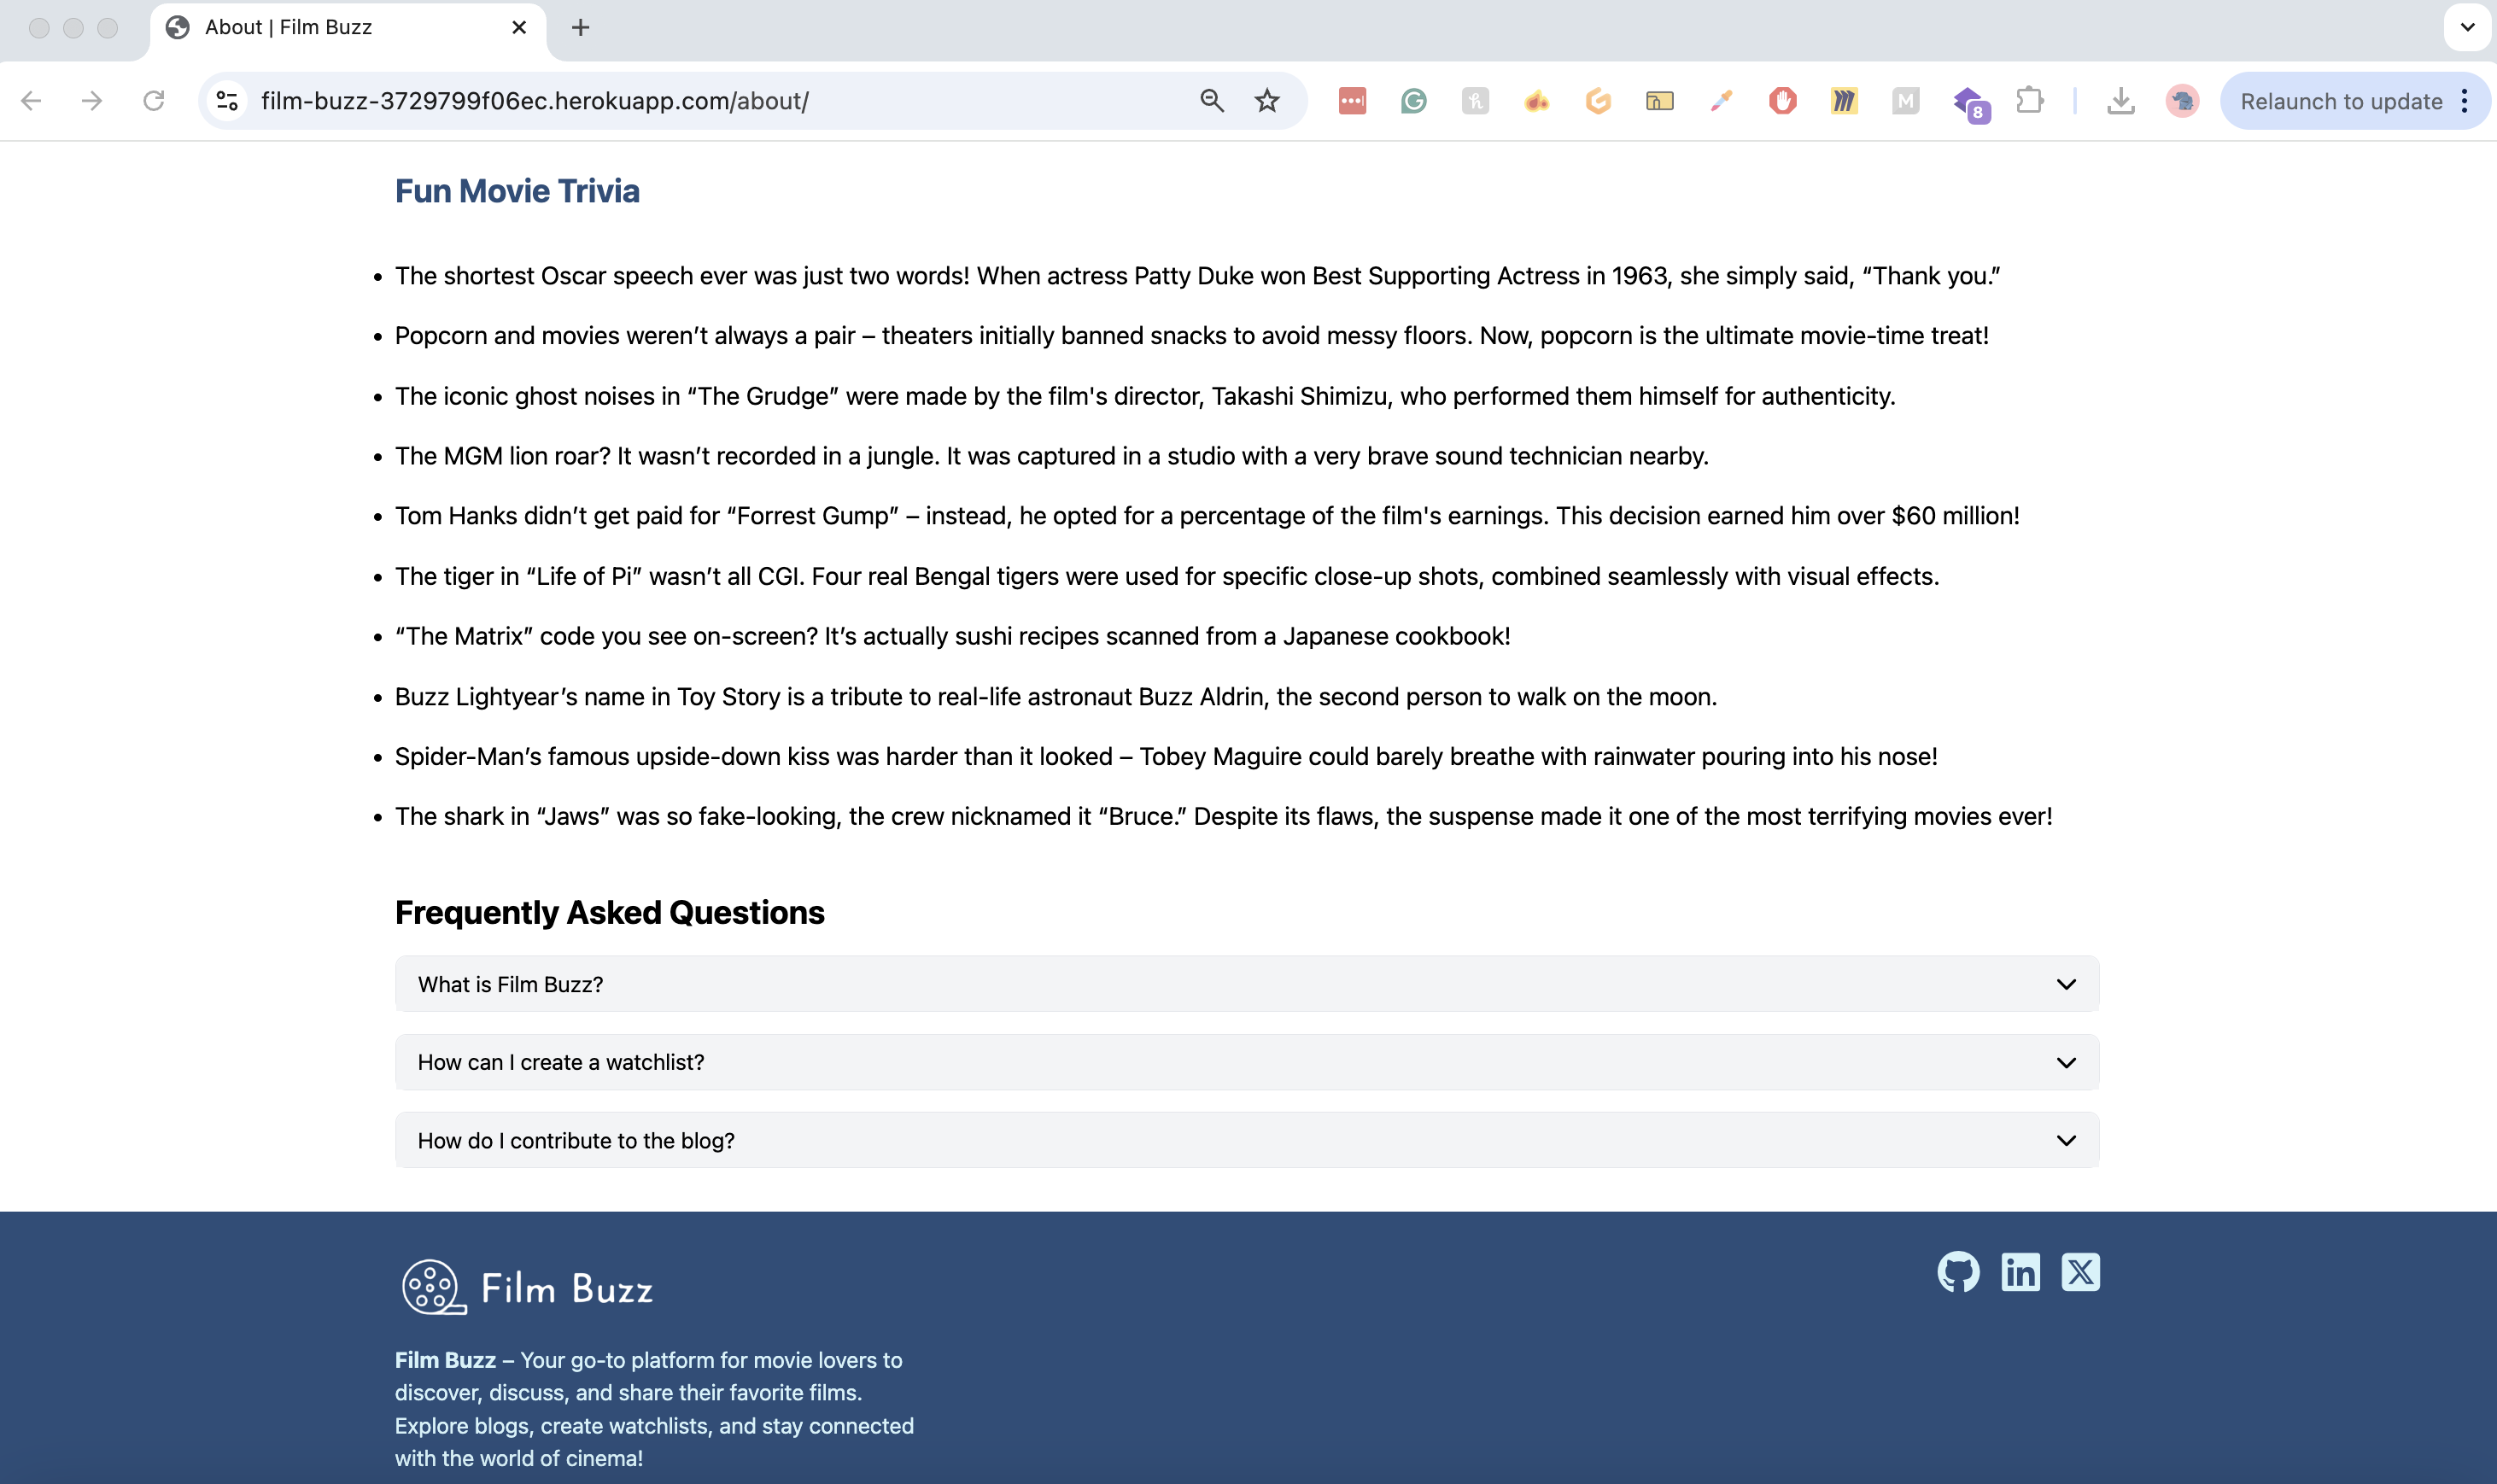 About | Film Buzz
film-buzz-3729799f06ec.herokuapp.com/about/
8
Relaunch to update
Fun Movie Trivia
• The shortest Oscar speech ever was just two words! When actress Patty Duke won Best Supporting Actress in 1963, she simply said, “Thank you.”
• Popcorn and movies weren’t always a pair – theaters initially banned snacks to avoid messy floors. Now, popcorn is the ultimate movie-time treat!
• The iconic ghost noises in “The Grudge” were made by the film's director, Takashi Shimizu, who performed them himself for authenticity.
• The MGM lion roar? It wasn’t recorded in a jungle. It was captured in a studio with a very brave sound technician nearby.
• Tom Hanks didn’t get paid for “Forrest Gump” – instead, he opted for a percentage of the film's earnings. This decision earned him over $60 million!
• The tiger in “Life of Pi” wasn’t all CGI. Four real Bengal tigers were used for specific close-up shots, combined seamlessly with visual effects.
• “The Matrix” code you see on-screen? It’s actually sushi recipes scanned from a Japanese cookbook!
• Buzz Lightyear’s name in Toy Story is a tribute to real-life astronaut Buzz Aldrin, the second person to walk on the moon.
• Spider-Man’s famous upside-down kiss was harder than it looked – Tobey Maguire could barely breathe with rainwater pouring into his nose!
• The shark in “Jaws” was so fake-looking, the crew nicknamed it “Bruce.” Despite its flaws, the suspense made it one of the most terrifying movies ever!
Frequently Asked Questions
What is Film Buzz?
How can I create a watchlist?
How do I contribute to the blog?
Film Buzz
Film Buzz – Your go-to platform for movie lovers to
discover, discuss, and share their favorite films.
Explore blogs, create watchlists, and stay connected
with the world of cinema!